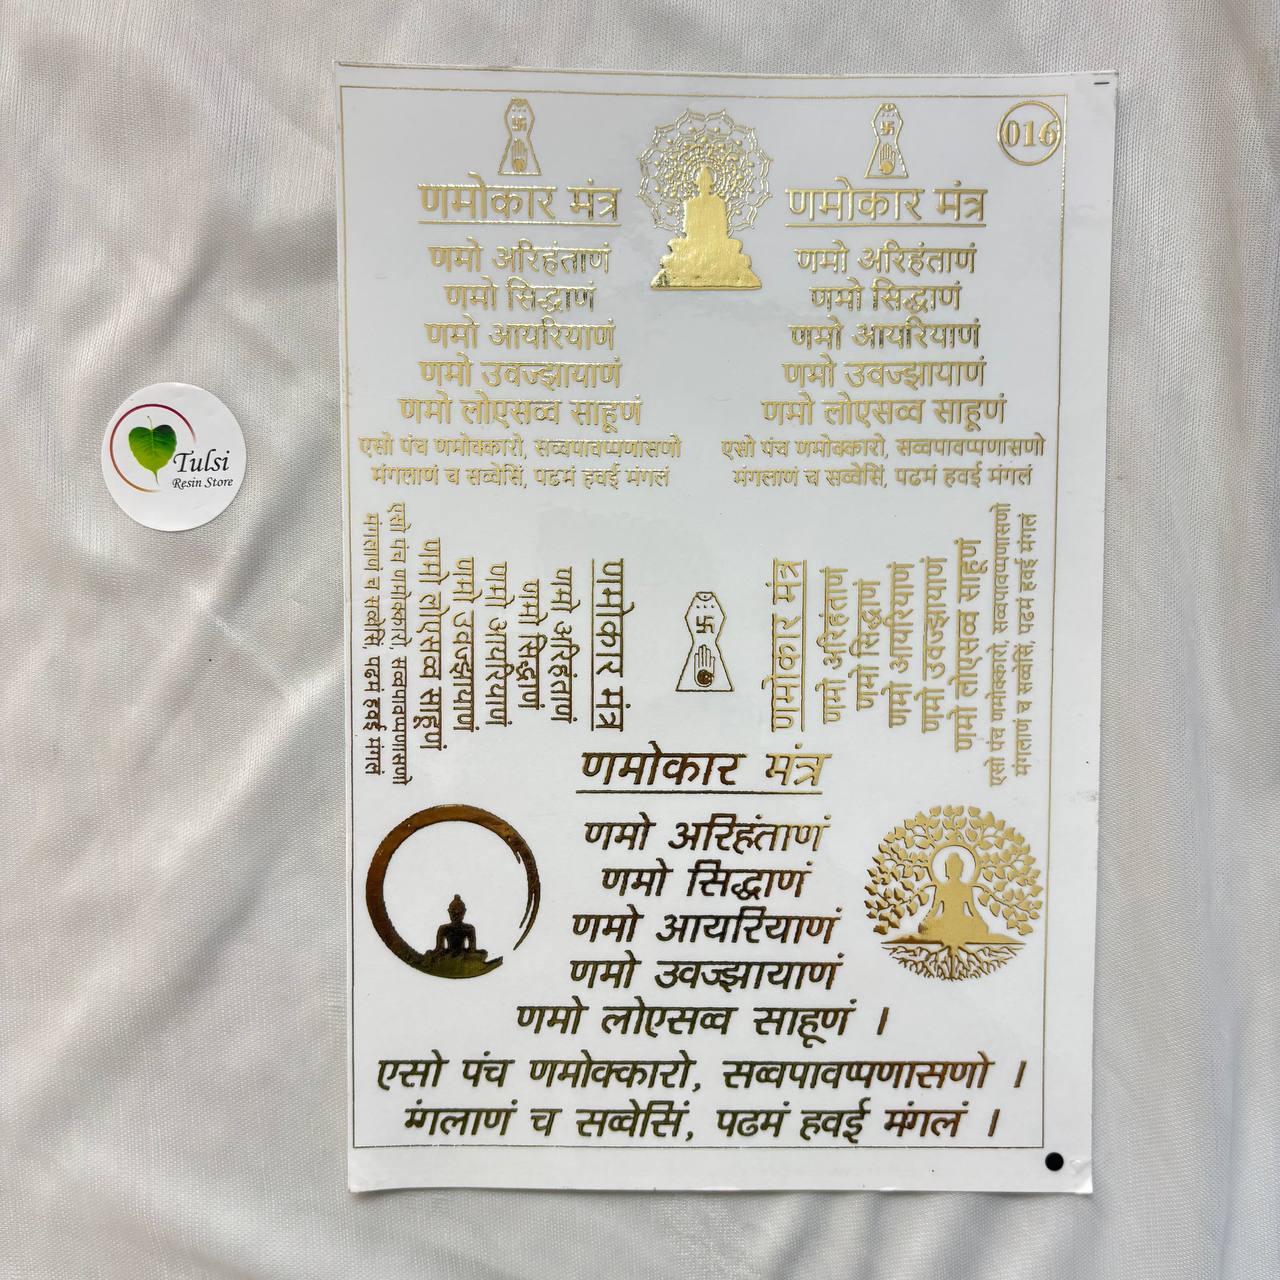 016
णमोकार मंत्र
णमो अरिहंताणं
णमो सिद्धाणं
णमो आयरियाणं
णमो उवज्झायाणं
णमो लोएसव्व साहूणं
एसो पंच णमोक्कारो, सव्वपावप्पणासणो
मंगलाणं च सव्वेसिं, पढमं हवई मंगलं
णमोकार मंत्र
णमो अरिहंताणं
णमो सिद्धाणं
णमो आयरियाणं
णमो उवज्झायाणं
णमो लोएसव्व साहूणं
एसो पंच णमोक्कारो, सव्वपावप्पणासणो
मंगलाणं च सव्वेसिं, पढमं हवई मंगलं
Tulsi
Resin Store
णमोकार मंत्र
णमो अरिहंताणं
णमो सिद्धाणं
णमो आयरियाणं
णमो उवज्झायाणं
णमो लोएसव्व साहूणं
एसो पंच णमोक्कारो, सव्वपावप्पणासणो
मंगलाणं च सव्वेसिं, पढमं हवई मंगलं
णमोकार मंत्र
णमो अरिहंताणं
णमो सिद्धाणं
णमो आयरियाणं
णमो उवज्झायाणं
णमो लोएसव्व साहूणं
एसो पंच णमोक्कारो, सव्वपावप्पणासणो
मंगलाणं च सव्वेसिं, पढमं हवई मंगलं
णमोकार मंत्र
णमो अरिहंताणं
णमो सिद्धाणं
णमो आयरियाणं
णमो उवज्झायाणं
णमो लोएसव्व साहूणं ।
एसो पंच णमोक्कारो, सव्वपावप्पणासणो ।
मंगलाणं च सव्वेसिं, पढमं हवई मंगलं ।